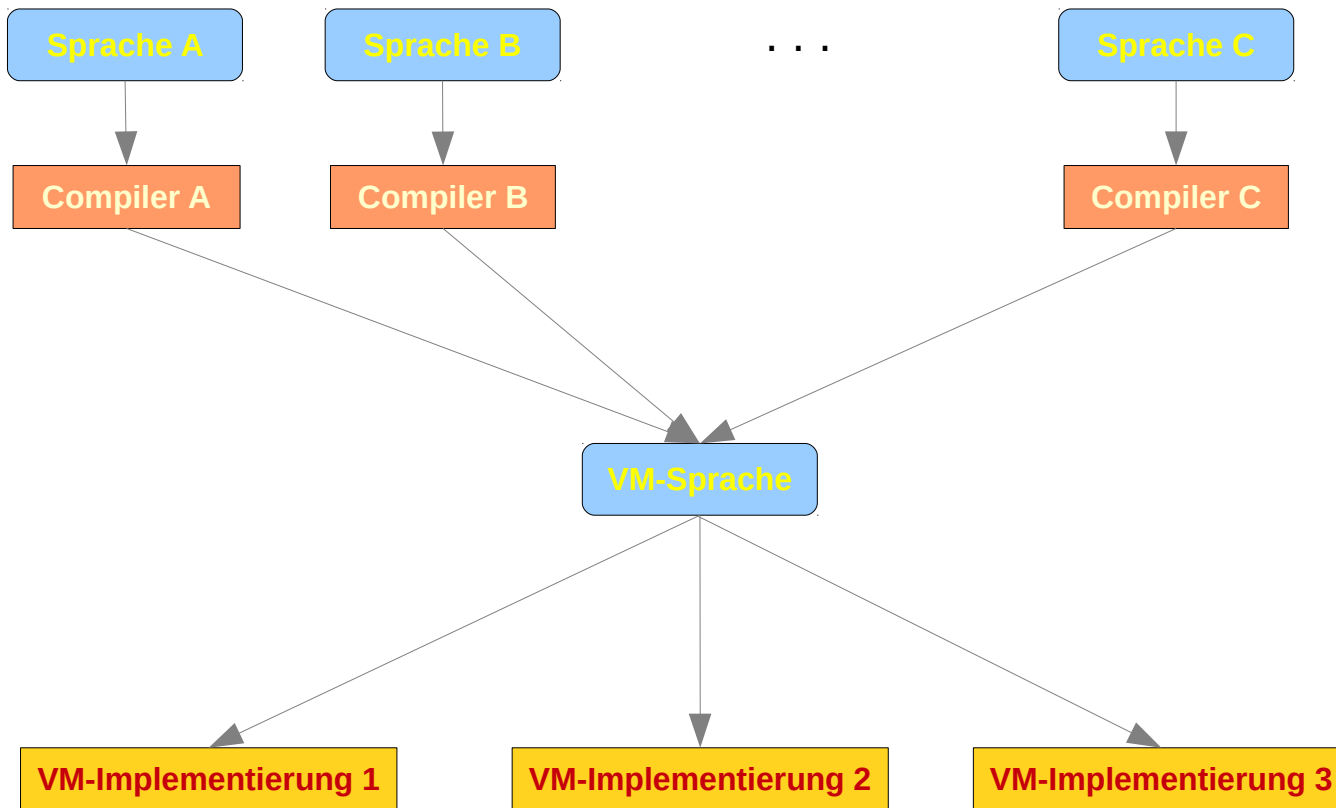 Sprache A
Sprache B
. . .
Sprache C
Compiler A
Compiler B
Compiler C
VM-Sprache
VM-Implementierung 1
VM-Implementierung 2
VM-Implementierung 3